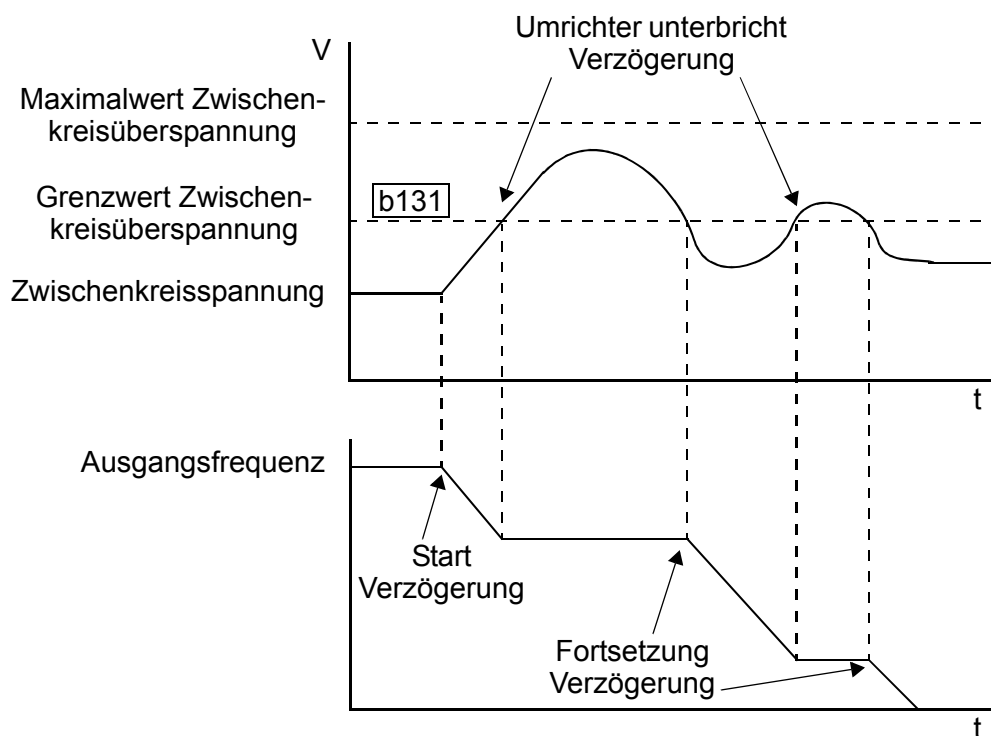 Umrichter unterbricht
Verzögerung
V
Maximalwert Zwischen-
kreisüberspannung
Grenzwert Zwischen-
kreisüberspannung
b131
Zwischenkreisspannung
t
Ausgangsfrequenz
Start
Verzögerung
Fortsetzung
Verzögerung
t